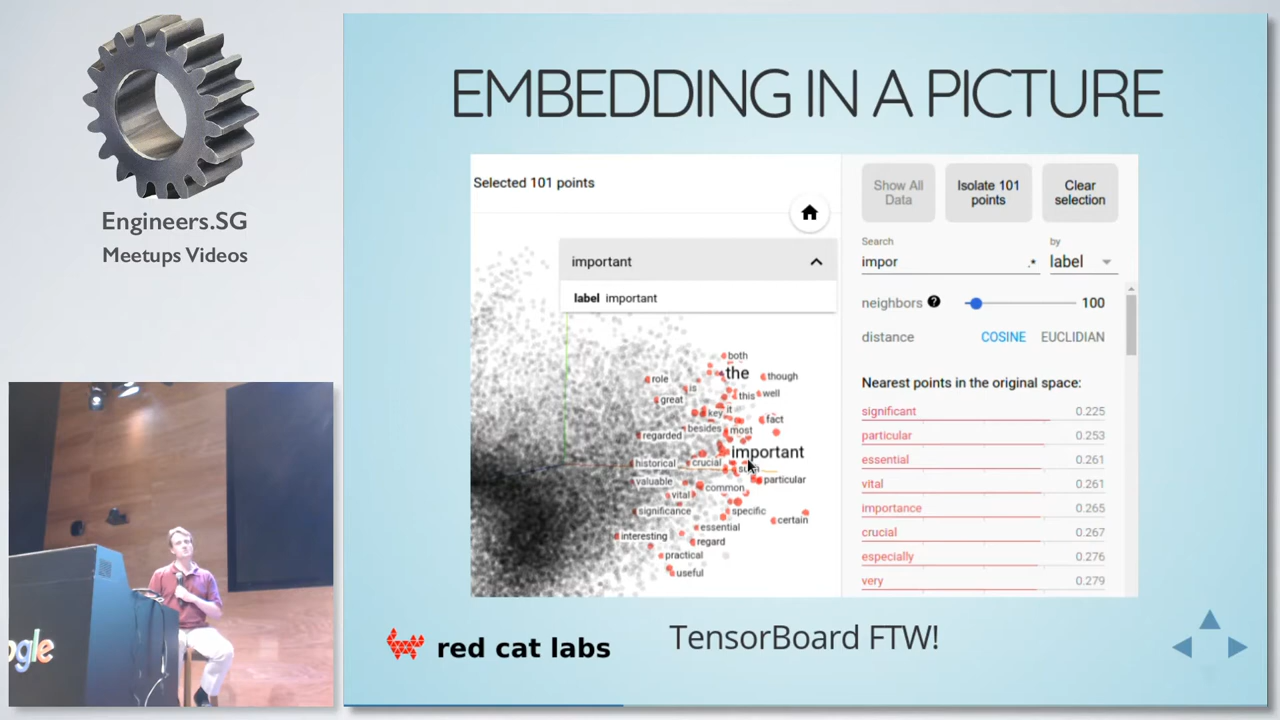 Engineers.SG
Meetups Videos
EMBEDDING IN A PICTURE
Selected 101 points
important
label important
both
the
though
role
is
this
well
great
key
it
fact
besides
most
regarded
important
historical
crucial
such
particular
valuable
common
vital
significance
specific
certain
essential
interesting
regard
practical
useful
Show All
Data
Isolate 101
points
Clear
selection
Search
by
impor
.*
label
neighbors
?
100
distance
COSINE
EUCLIDIAN
Nearest points in the original space:
significant 0.225
particular 0.253
essential 0.261
vital 0.261
importance 0.265
crucial 0.267
especially 0.276
very 0.279
red cat labs
TensorBoard FTW!
ogle